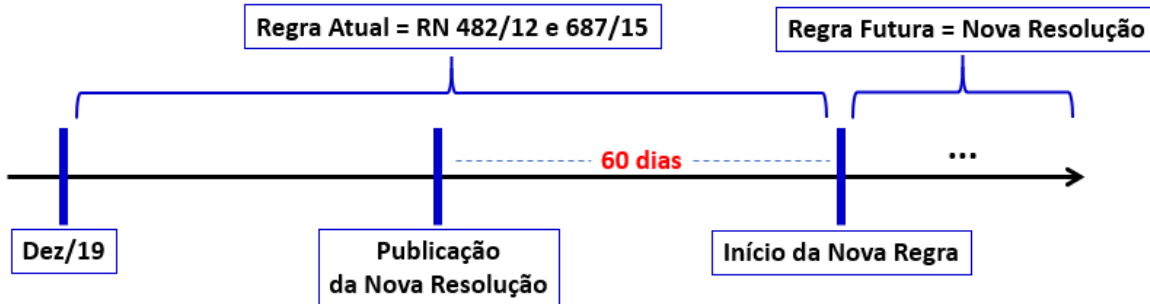 Regra Atual = RN 482/12 e 687/15
Regra Futura = Nova Resolução
60 dias
...
Dez/19
Publicação
da Nova Resolução
Início da Nova Regra